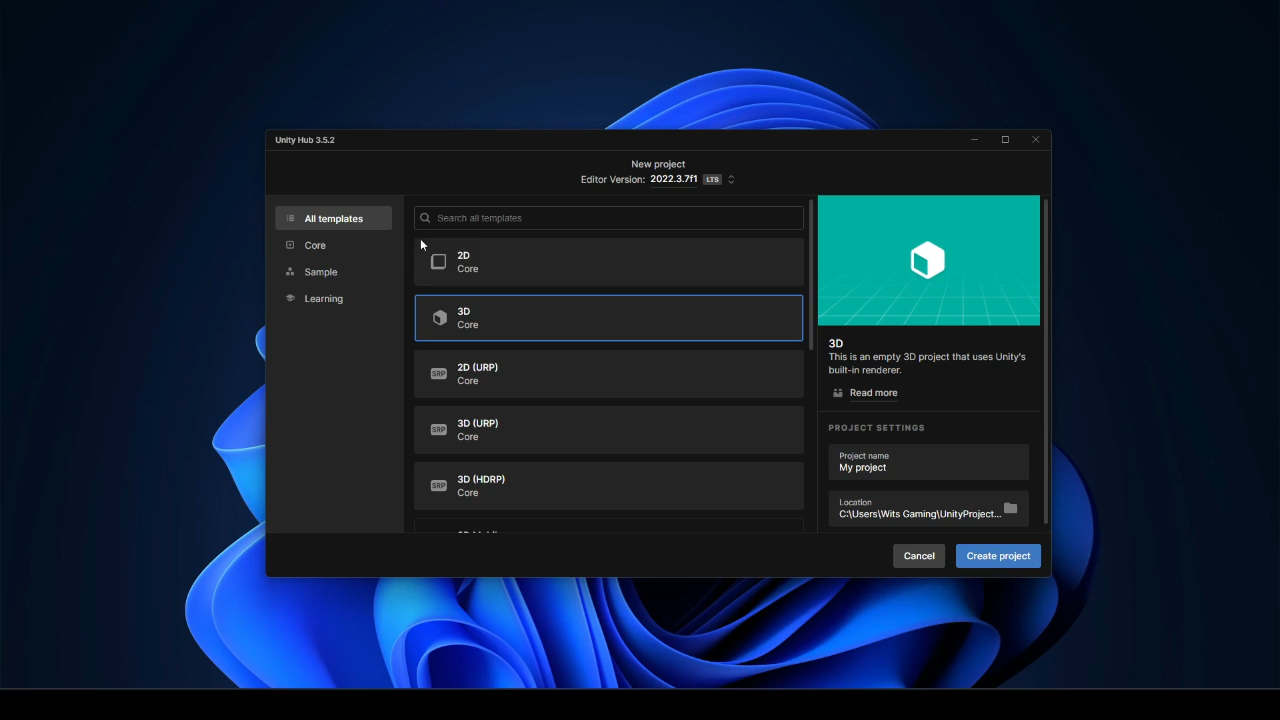 Unity Hub 3.5.2
New project
Editor Version: 2022.3.7f1 LTS
All templates
Core
Sample
Learning
Search all templates
2D
Core
3D
Core
SRP
2D (URP)
Core
SRP
3D (URP)
Core
SRP
3D (HDRP)
Core
3D
This is an empty 3D project that uses Unity's
built-in renderer.
Read more
PROJECT SETTINGS
Project name
My project
Location
C:\Users\Wits Gaming\UnityProject...
Cancel
Create project